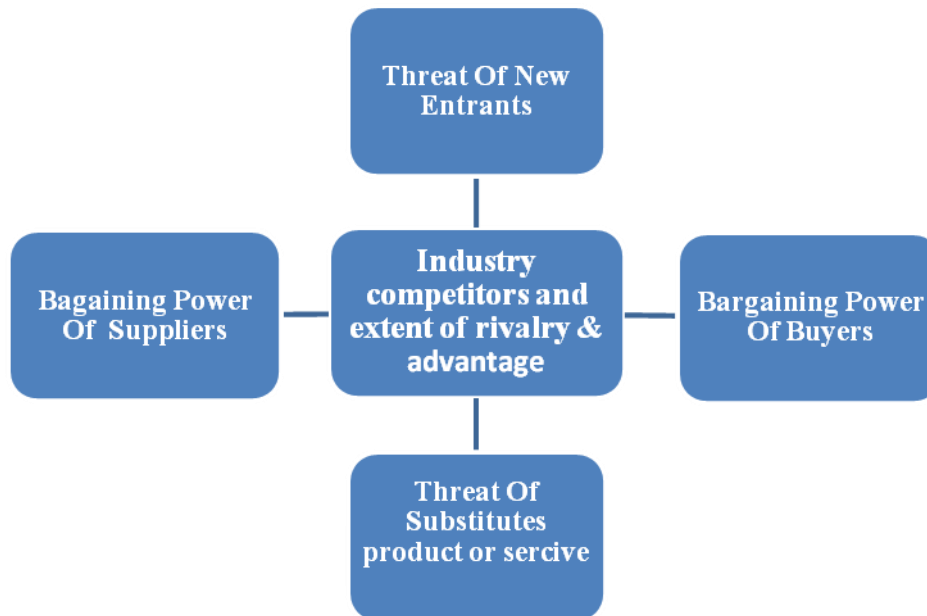 Threat Of New
Entrants
Bagaining Power
Of Suppliers
Industry
competitors and
extent of rivalry &
advantage
Bargaining Power
Of Buyers
Threat Of
Substitutes
product or sercive